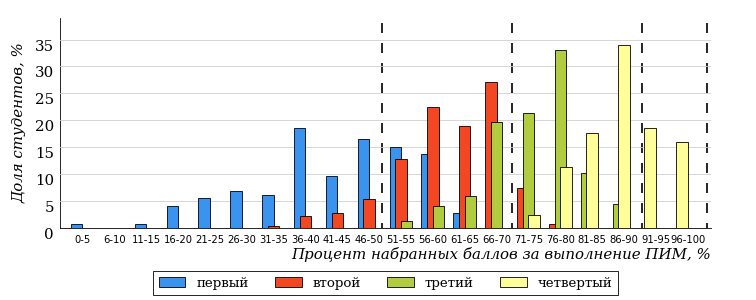 Доля студентов, %
35
30
25
20
15
10
5
0
0-5 6-10 11-15 16-20 21-25 26-30 31-35 36-40 41-45 46-50 51-55 56-60 61-65 66-70 71-75 76-80 81-85 86-90 91-95 96-100
Процент набранных баллов за выполнение ПИМ, %
первый второй третий четвертый